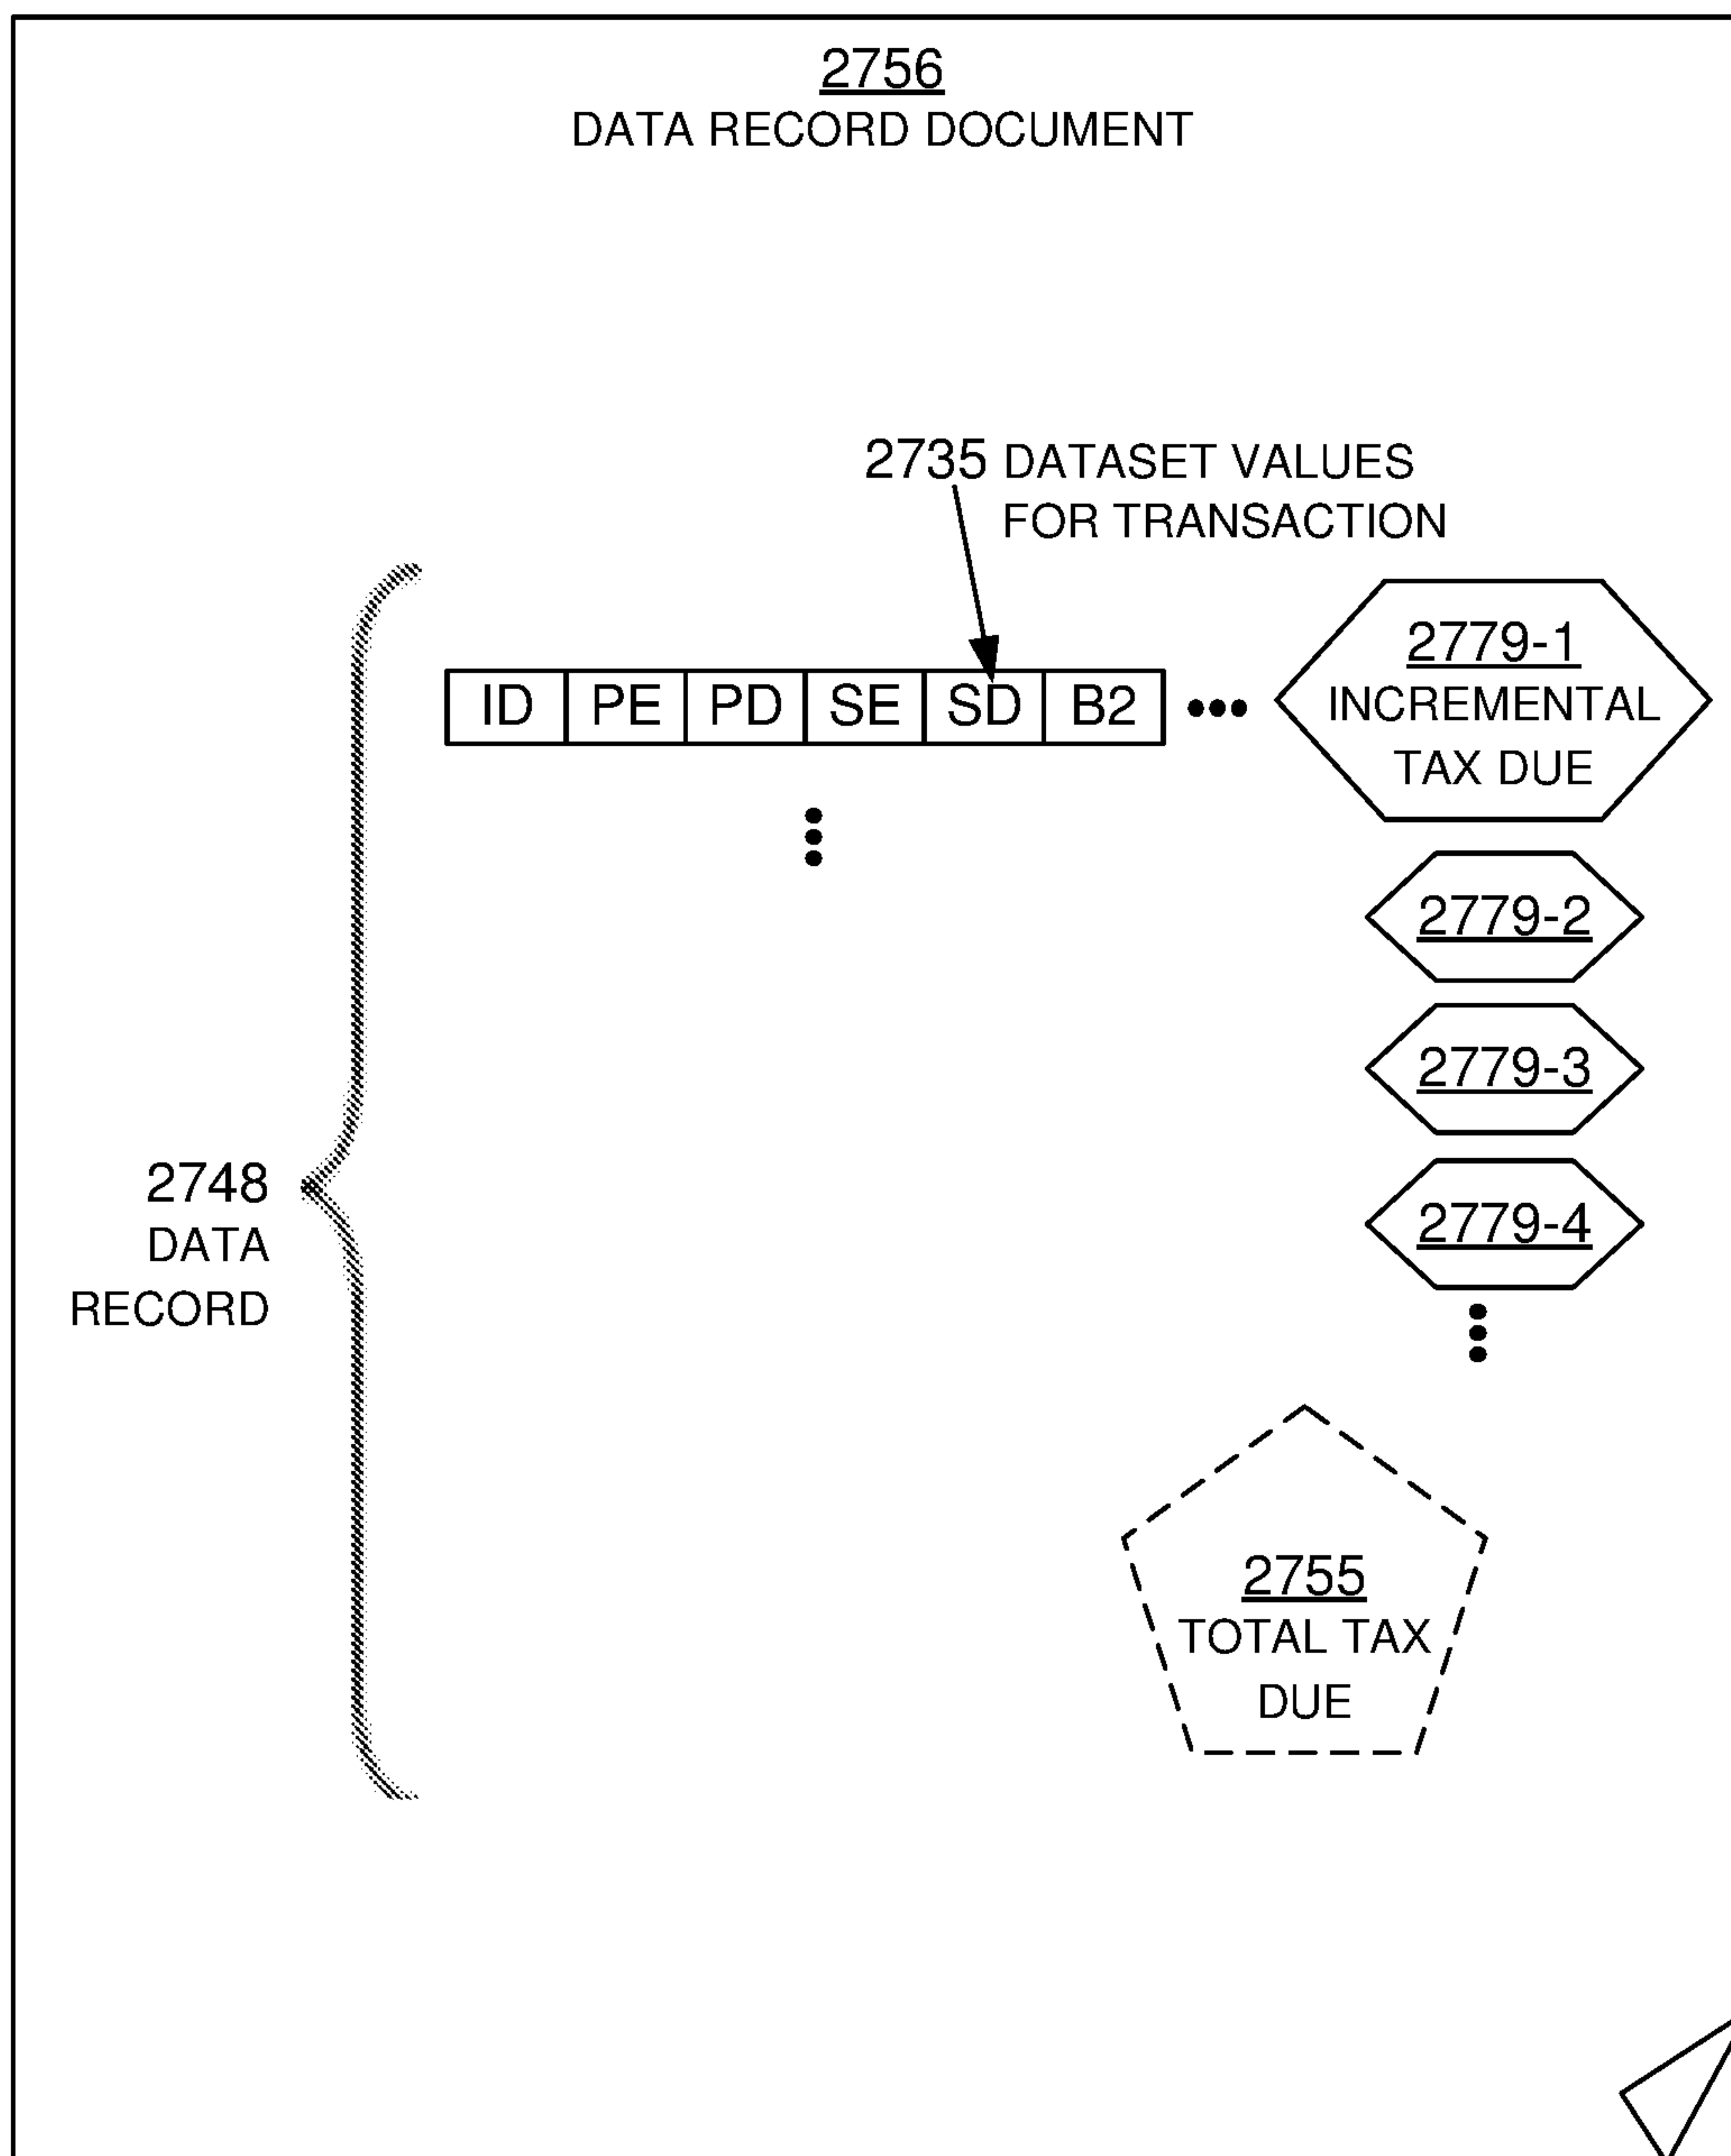 2756
DATA RECORD DOCUMENT
2735 DATASET VALUES
FOR TRANSACTION
ID PE PD SE SD B2
2779-1
INCREMENTAL
TAX DUE
2779-2
2779-3
2779-4
2748
DATA
RECORD
2755
TOTAL TAX
DUE